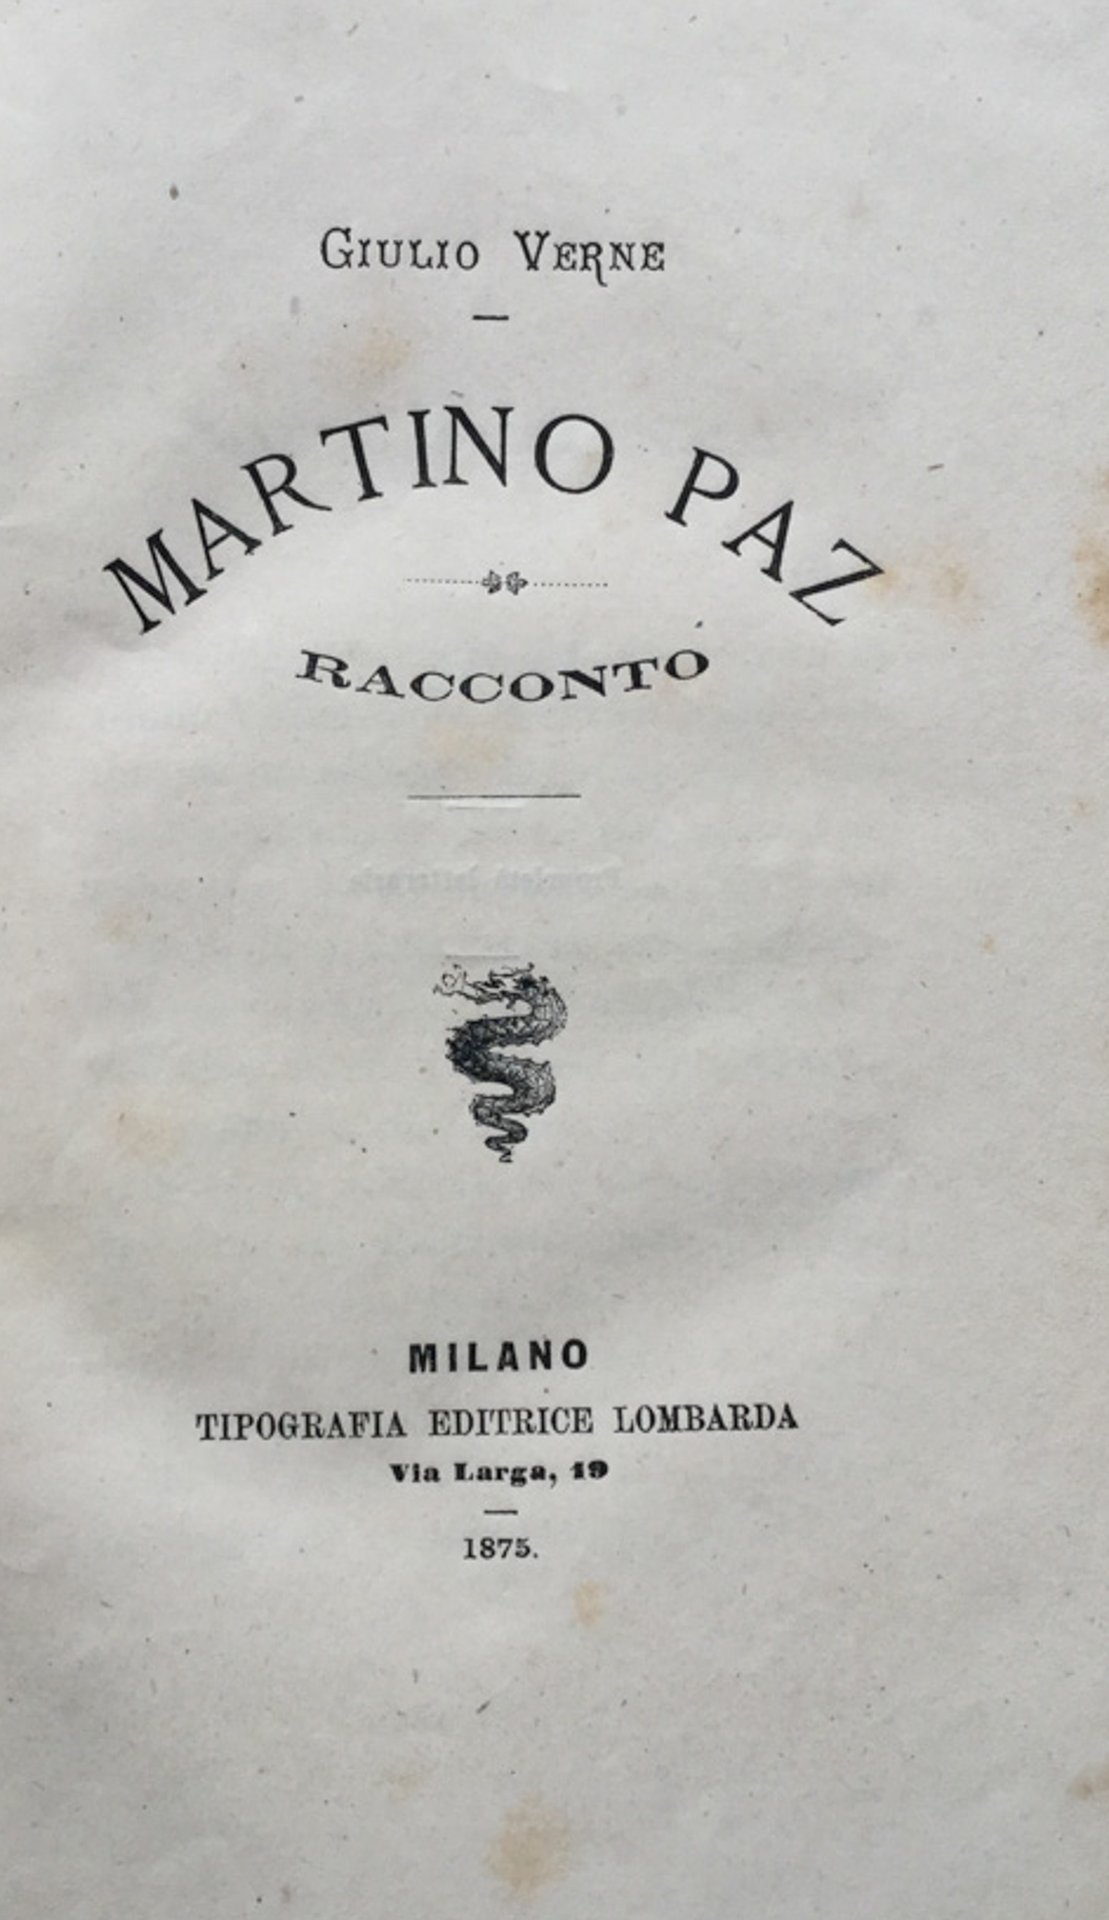 GIULIO VERNE
MARTINO PAZ
RACCONTO
MILANO
TIPOGRAFIA EDITRICE LOMBARDA
Via Larga, 19
1875.